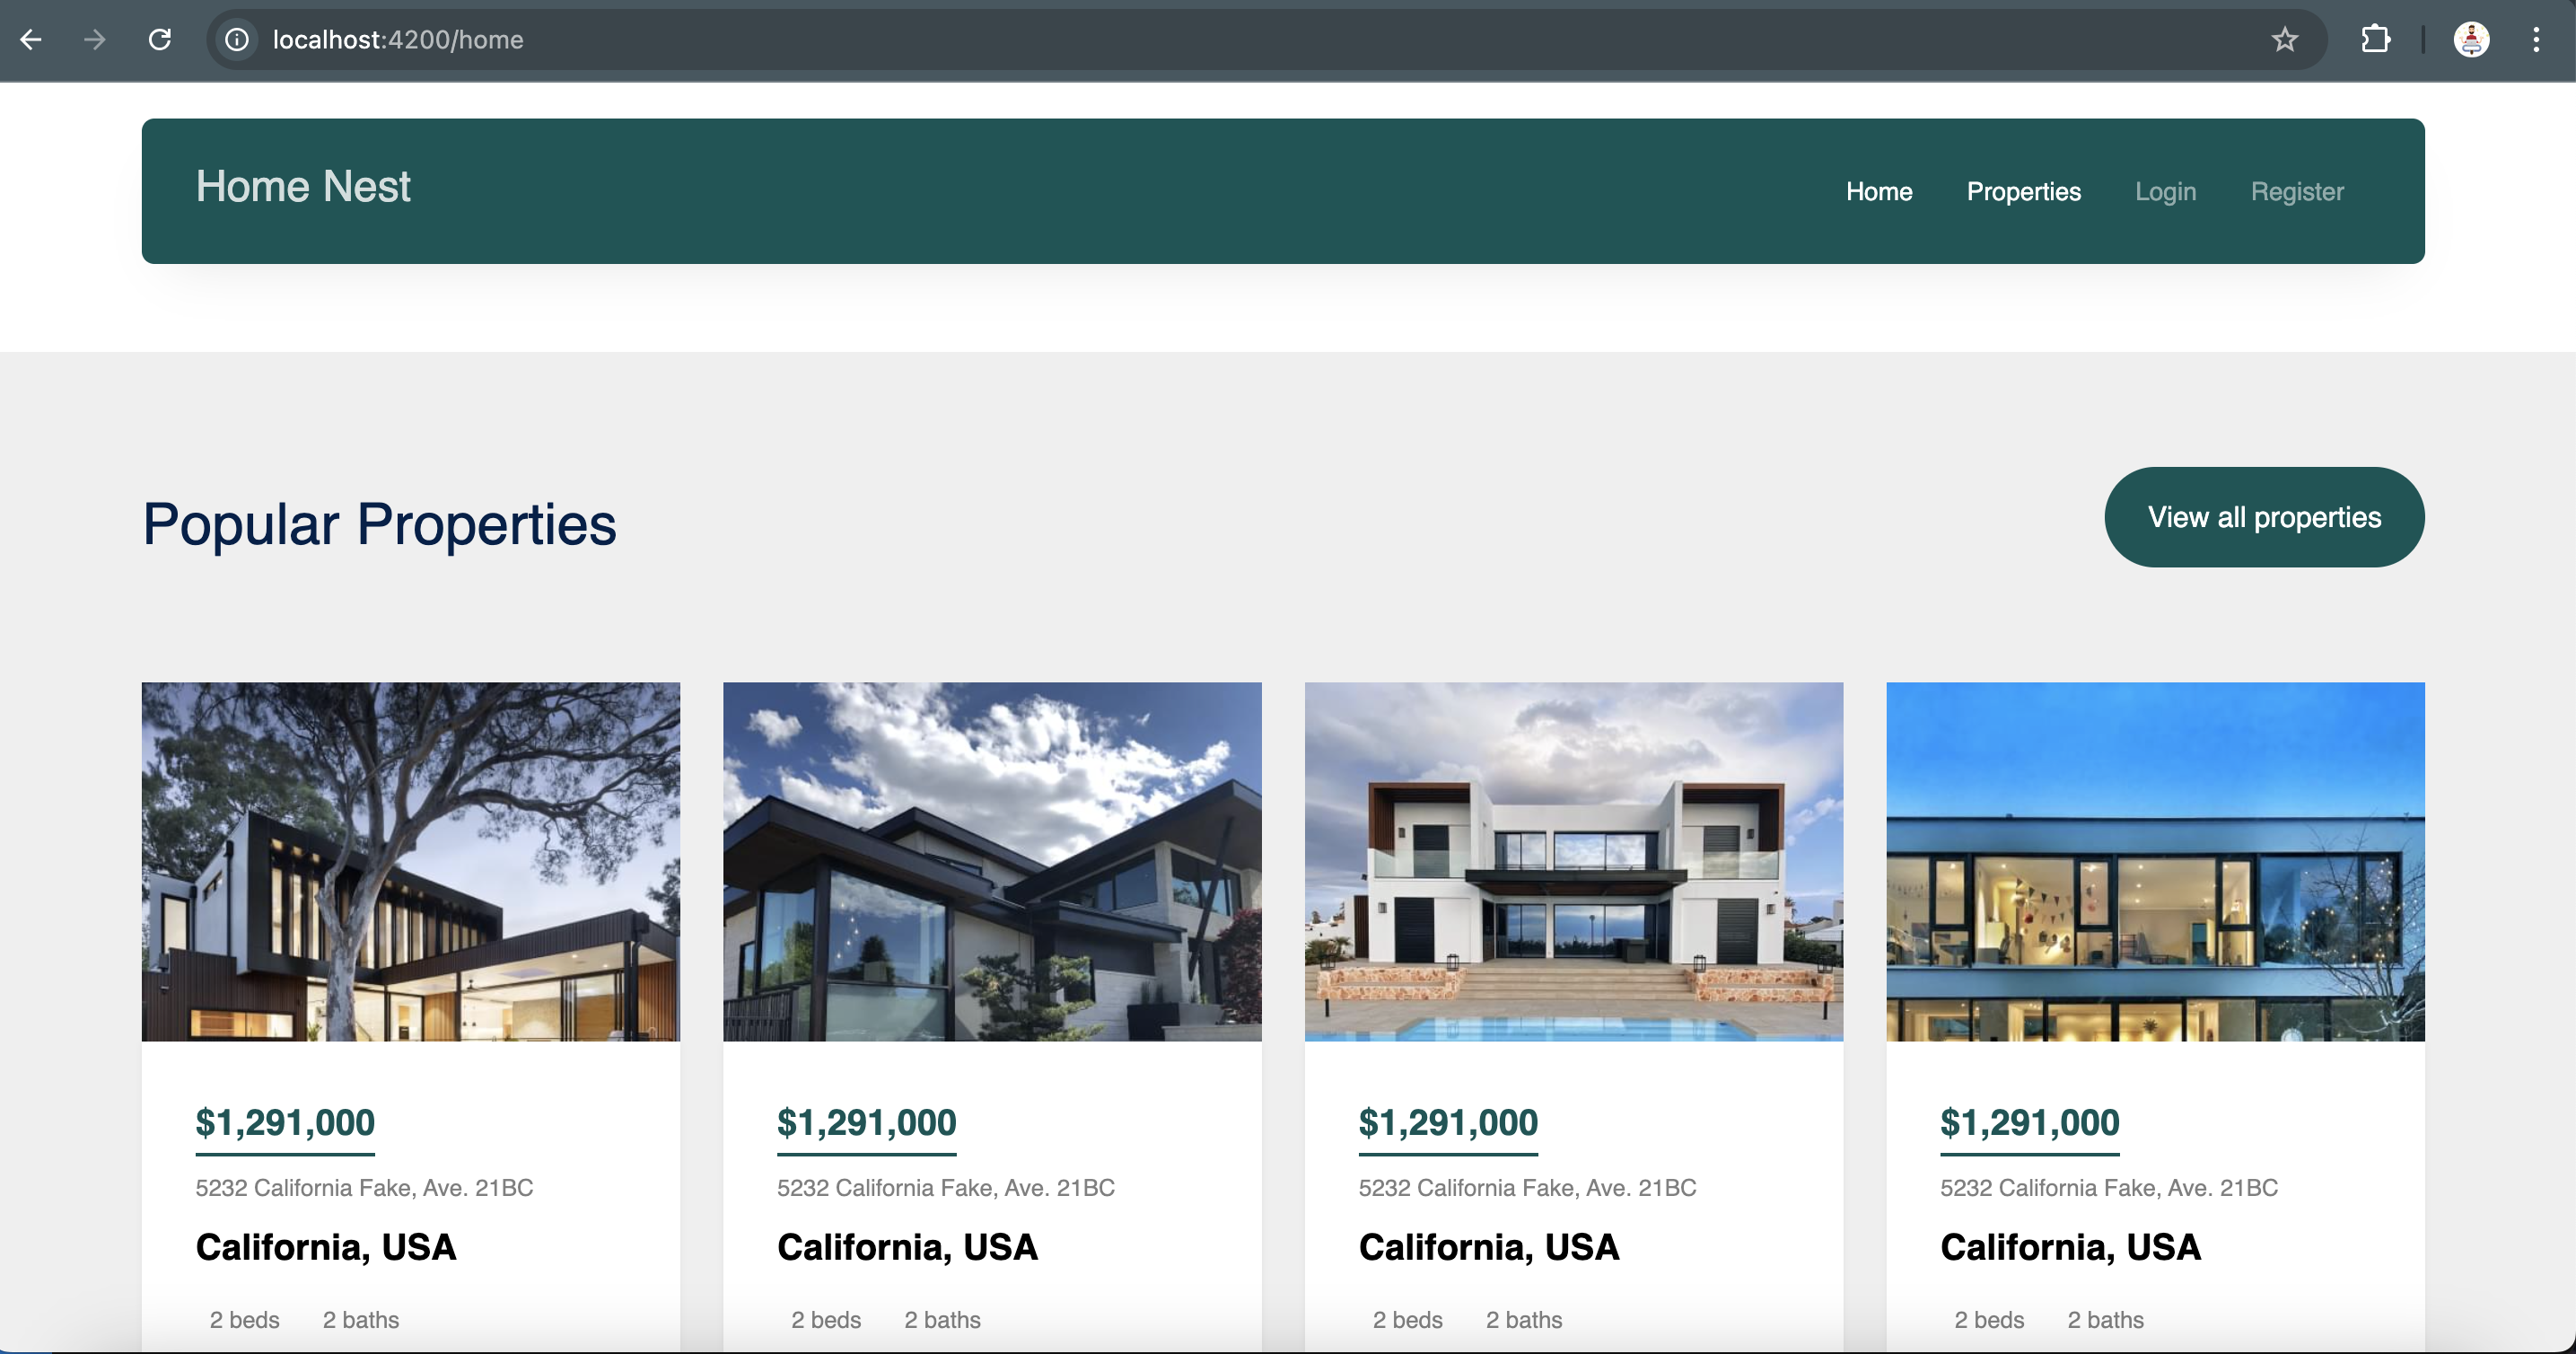 localhost:4200/home
Home Nest
Home Properties Login Register
Popular Properties
View all properties
$1,291,000
5232 California Fake, Ave. 21BC
California, USA
2 beds 2 baths
$1,291,000
5232 California Fake, Ave. 21BC
California, USA
2 beds 2 baths
$1,291,000
5232 California Fake, Ave. 21BC
California, USA
2 beds 2 baths
$1,291,000
5232 California Fake, Ave. 21BC
California, USA
2 beds 2 baths